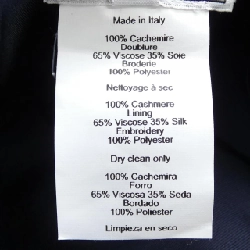 Made in Italy
100% Cachemire
Doublure
65% Viscose 35% Soie
Broderie
100% Polyester
Nettoyage à sec
100% Cachmere
Lining
65% Viscose 35% Silk
Embroidery
100% Polyester
Dry clean only
100% Cachemira
Forro
65% Viscosa 35% Seda
Bordado
100% Poliester
Limpieza en seco